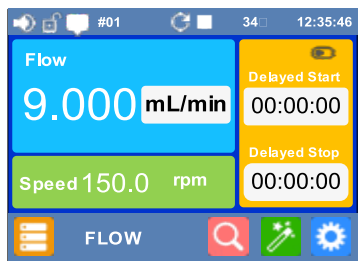 #01 34□ 12:35:46
Flow
9.000 mL/min
Speed 150.0 rpm
Delayed Start
00:00:00
Delayed Stop
00:00:00
FLOW